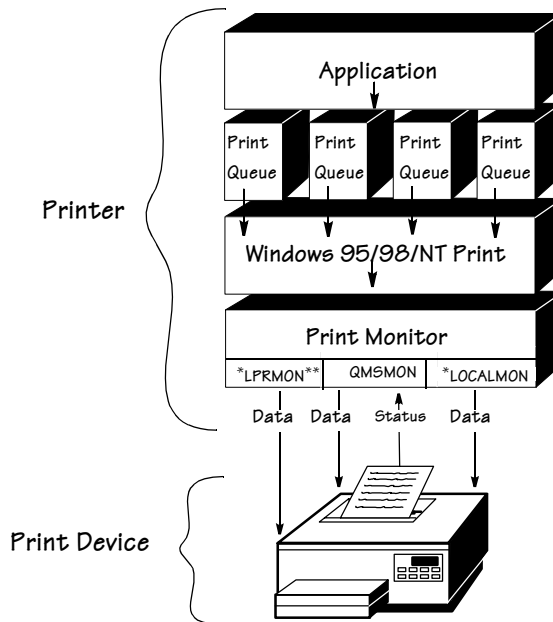 Application
Print Queue
Print Queue
Print Queue
Print Queue
Printer
Windows 95/98/NT Print
Print Monitor
*LPRMON**
QMSMON
*LOCALMON
Data
Data
Status
Data
Print Device